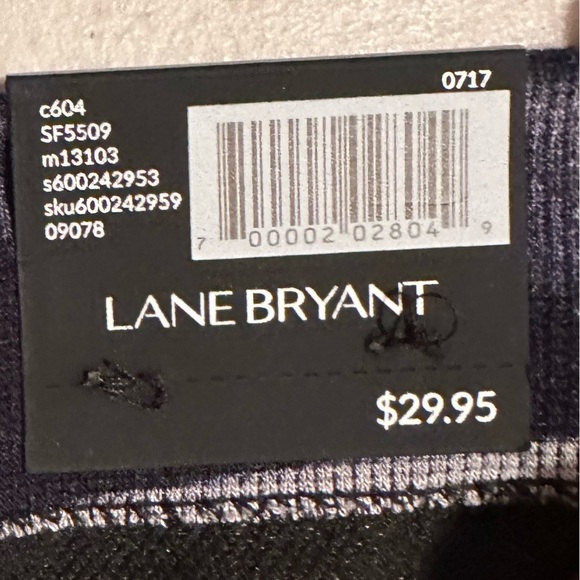 0717
c604
SF5509
m13103
s600242953
sku600242959
09078
7 00002 02804 9
LANE BRYANT
$29.95